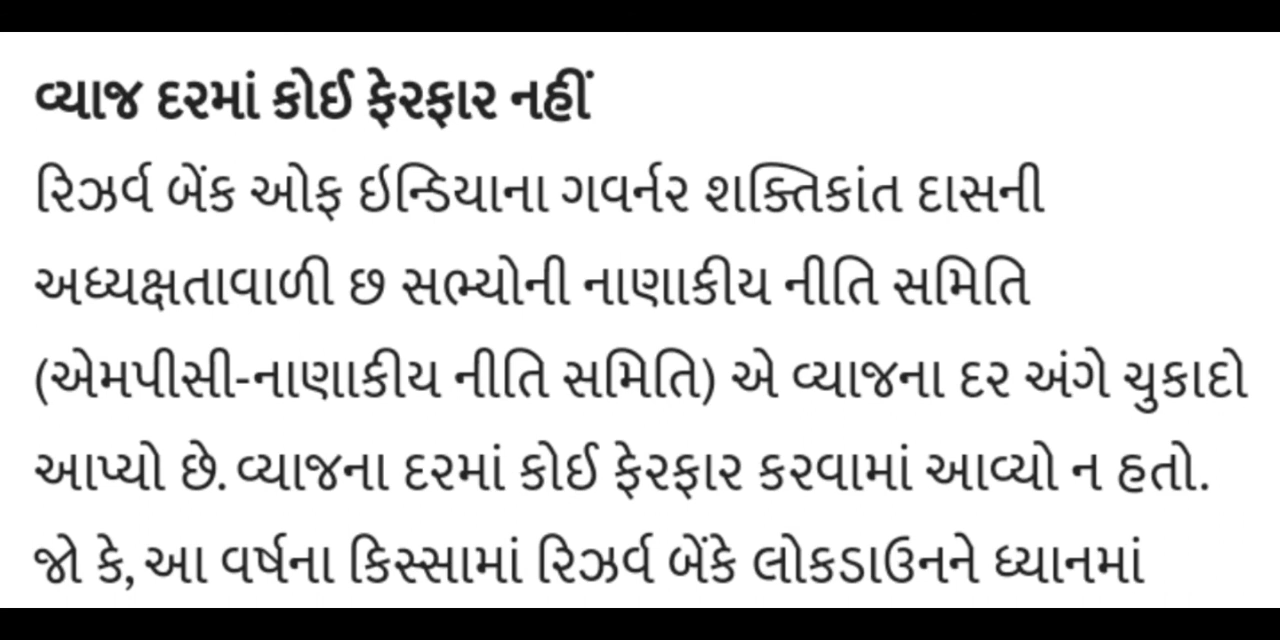 વ્યાજ દરમાં કોઈ ફેરફાર નહીં
રિઝર્વ બેંક ઓફ ઇન્ડિયાના ગવર્નર શક્તિકાંત દાસની
અધ્યક્ષતાવાળી છ સભ્યોની નાણાકીય નીતિ સમિતિ
(એમપીસી-નાણાકીય નીતિ સમિતિ) એ વ્યાજના દર અંગે ચુકાદો
આપ્યો છે. વ્યાજના દરમાં કોઈ ફેરફાર કરવામાં આવ્યો ન હતો.
જો કે, આ વર્ષના કિસ્સામાં રિઝર્વ બેંકે લોકડાઉનને ધ્યાનમાં